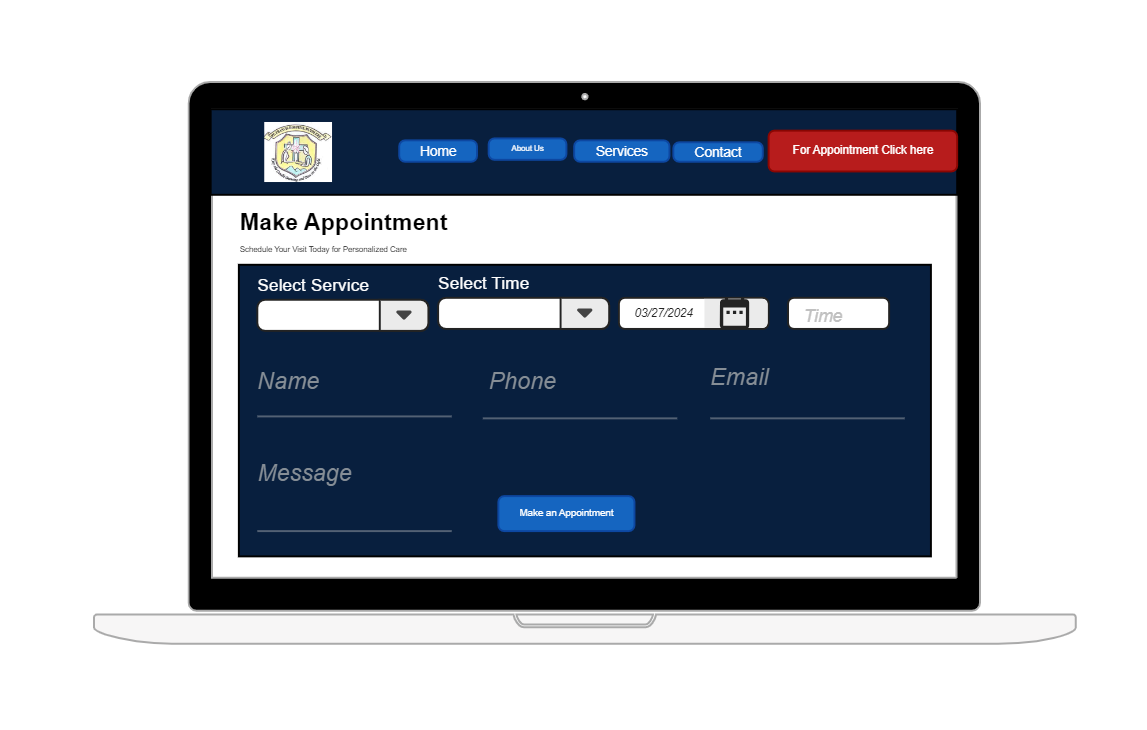 Home
About Us
Services
Contact
For Appointment Click here
Make Appointment
Schedule Your Visit Today for Personalized Care
Select Service
Select Time
03/27/2024
Time
Name
Phone
Email
Message
Make an Appointment